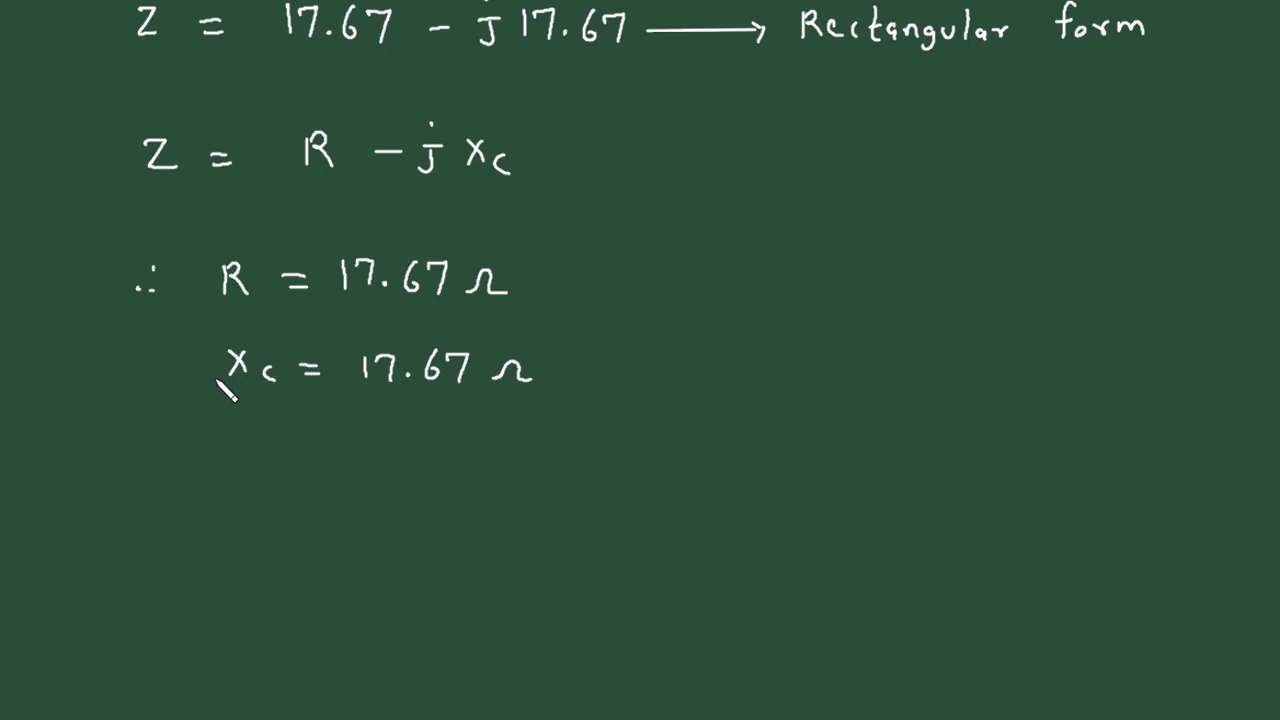 Z = 17.67 - j 17.67 ⟶ Rectangular form
Z = R - j Xc
∴ R = 17.67 Ω
Xc = 17.67 Ω